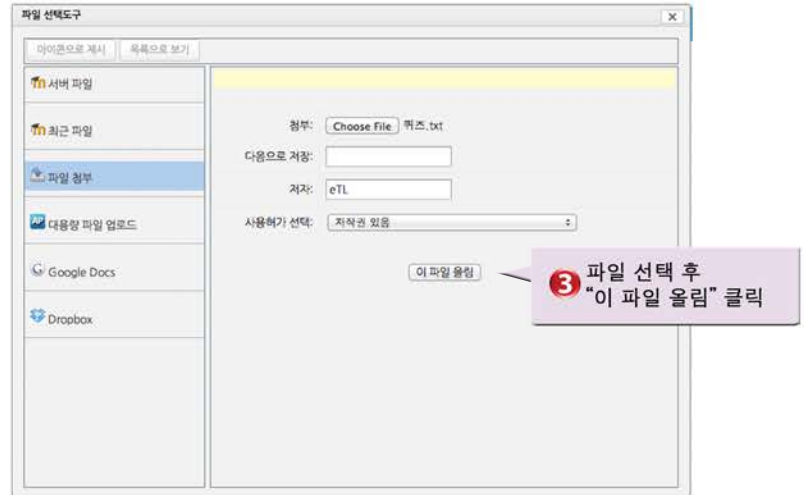 파일 선택도구
아이콘으로 제시 목록으로 보기
서버 파일
최근 파일
파일 첨부
대용량 파일 업로드
Google Docs
Dropbox
첨부: Choose File 퀴즈.txt
다음으로 저장:
저자: eTL
사용허가 선택: 저작권 있음
이 파일 올림
3 파일 선택 후
“이 파일 올림” 클릭